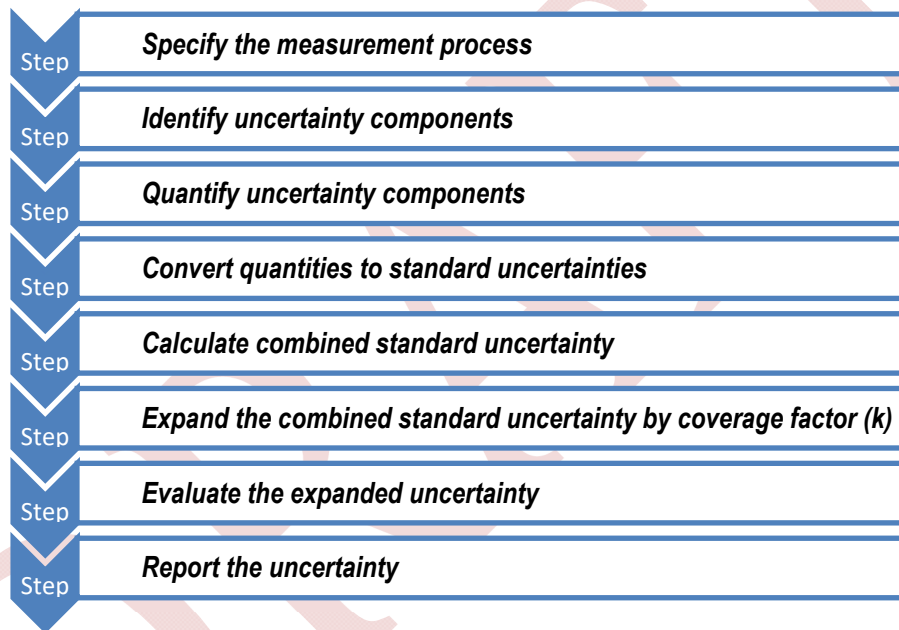 Step
Specify the measurement process
Step
Identify uncertainty components
Step
Quantify uncertainty components
Step
Convert quantities to standard uncertainties
Step
Calculate combined standard uncertainty
Step
Expand the combined standard uncertainty by coverage factor (k)
Step
Evaluate the expanded uncertainty
Step
Report the uncertainty